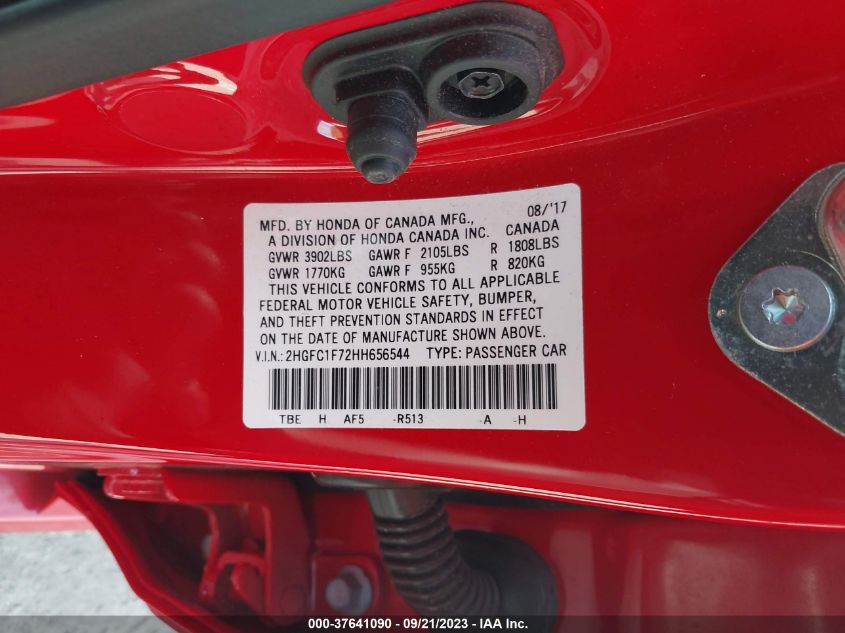 MFD. BY HONDA OF CANADA MFG., 08/'17
A DIVISION OF HONDA CANADA INC. CANADA
GVWR 3902LBS GAWR F 2105LBS R 1808LBS
GVWR 1770KG GAWR F 955KG R 820KG
THIS VEHICLE CONFORMS TO ALL APPLICABLE
FEDERAL MOTOR VEHICLE SAFETY, BUMPER,
AND THEFT PREVENTION STANDARDS IN EFFECT
ON THE DATE OF MANUFACTURE SHOWN ABOVE.
V.I.N.: 2HGFC1F72HH656544 TYPE: PASSENGER CAR
TBE H AF5 -R513 -A -H
000-37641090 - 09/21/2023 - IAA Inc.